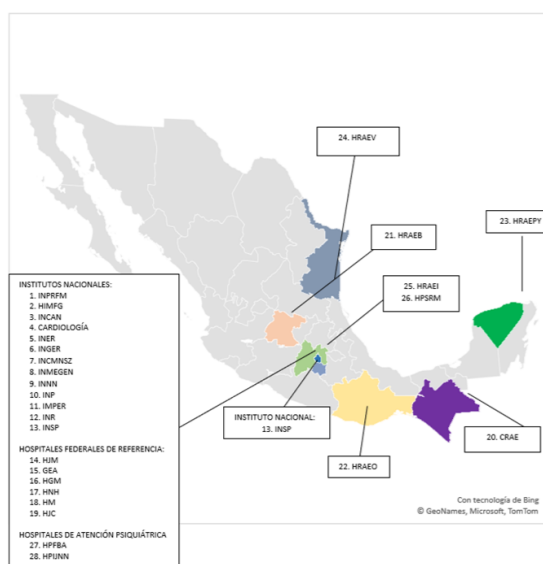 24. HRAEV
23. HRAEPY
21. HRAEB
25. HRAEI
26. HPSRM
INSTITUTOS NACIONALES:
1. INPRFM
2. HIMFG
3. INCAN
4. CARDIOLOGÍA
5. INER
6. INGER
7. INCMNSZ
8. INMEGEN
9. INNN
10. INP
11. IMPER
12. INR
13. INSP
HOSPITALES FEDERALES DE REFERENCIA:
14. HJM
15. GEA
16. HGM
17. HNH
18. HM
19. HJC
HOSPITALES DE ATENCIÓN PSIQUIÁTRICA
27. HPFBA
28. HPIJNN
INSTITUTO NACIONAL:
13. INSP
20. CRAE
22. HRAEO
Con tecnología de Bing
© GeoNames, Microsoft, TomTom